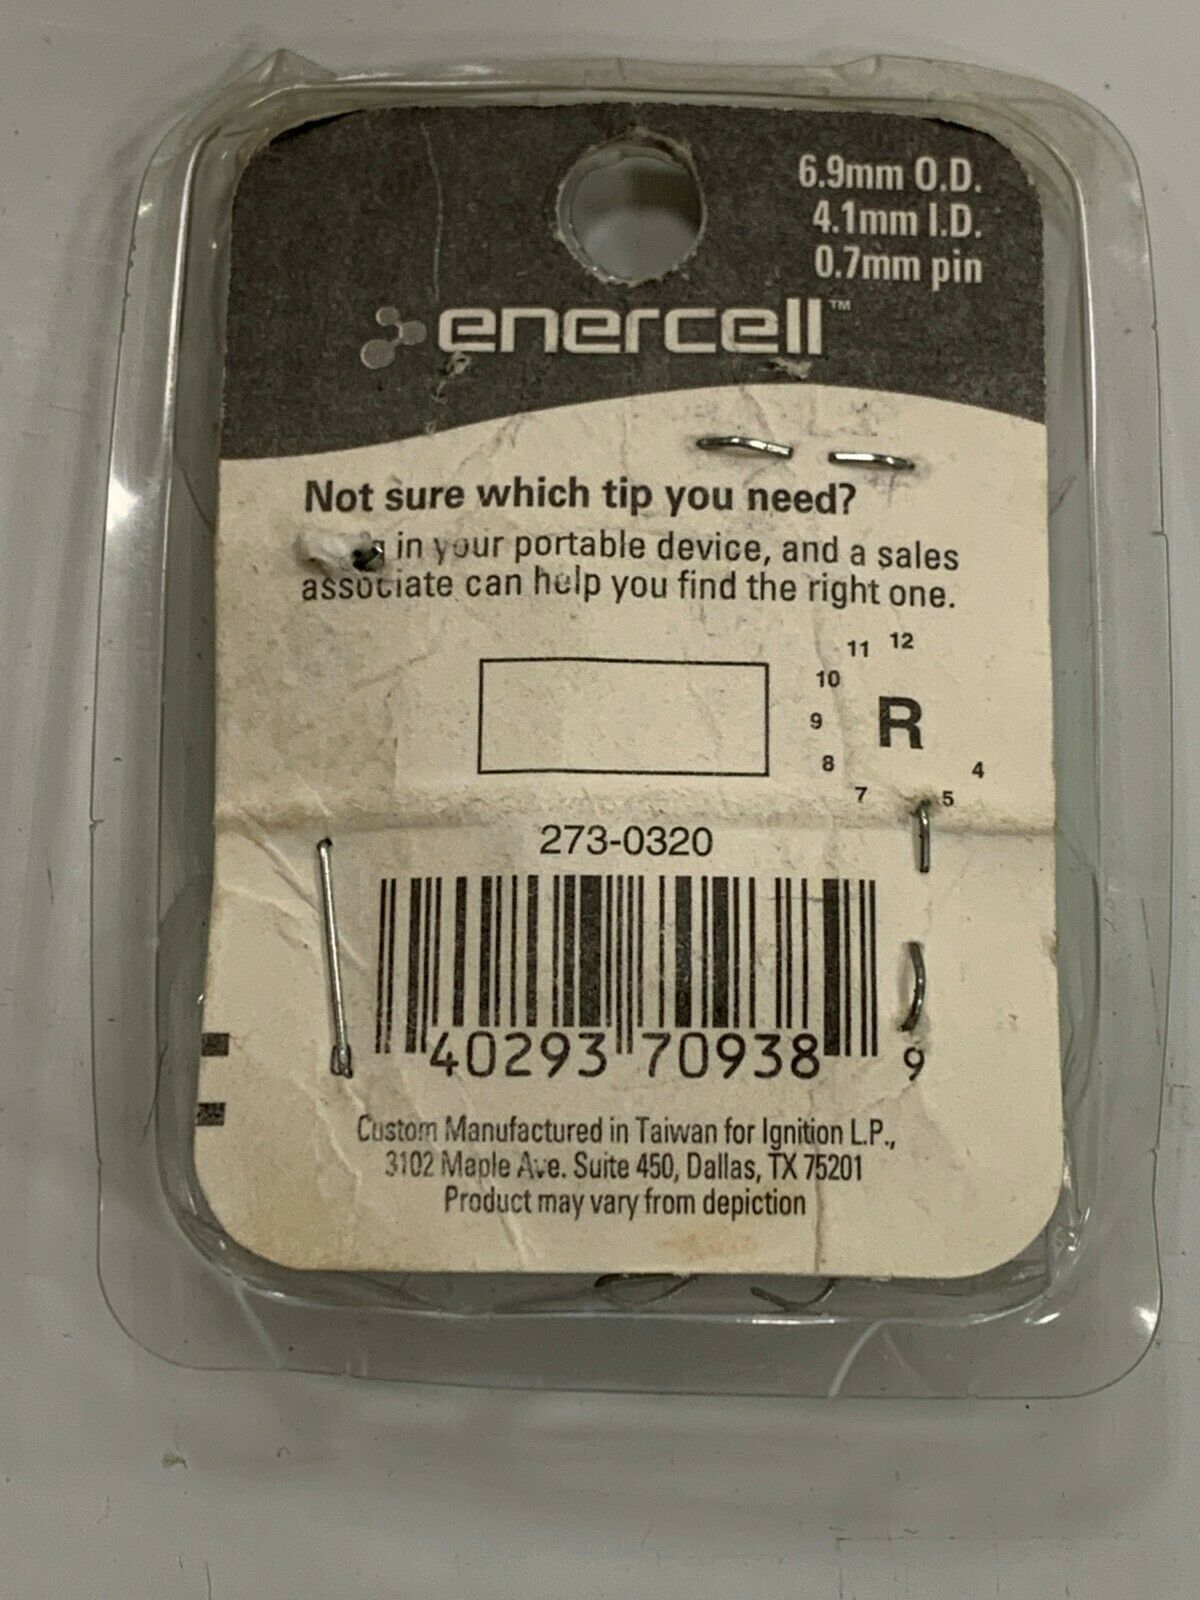 6.9mm O.D.
4.1mm I.D.
0.7mm pin
enercell™
Not sure which tip you need?
in your portable device, and a sales
associate can help you find the right one.
11 12
10
9 R
8 4
7 5
273-0320
40293 70938 9
Custom Manufactured in Taiwan for Ignition L.P.,
3102 Maple Ave. Suite 450, Dallas, TX 75201
Product may vary from depiction